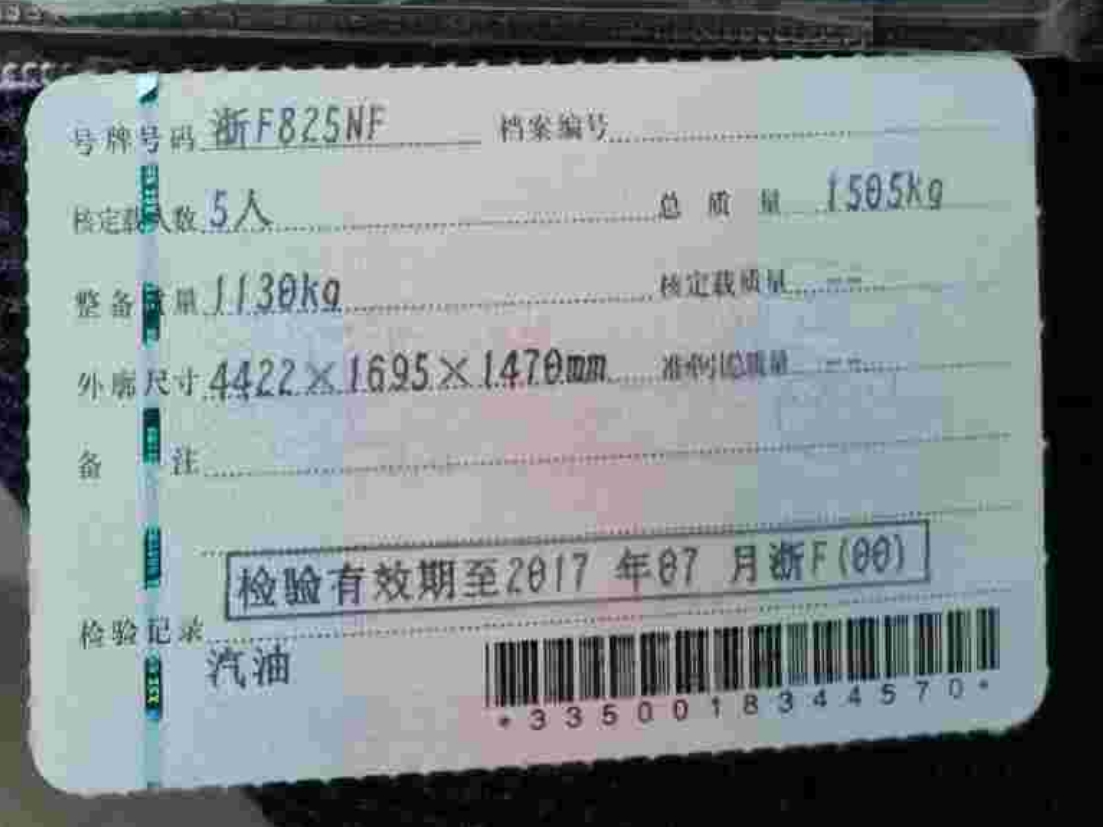 号牌号码 浙F825NF 档案编号
核定载人数 5人 总质量 1505kg
整备质量 1130kg 核定载质量 --
外廓尺寸 4422×1695×1470mm 准牵引总质量 --
备注
检验有效期至2017 年07 月浙F(00)
检验记录
汽油
*3350018344570*